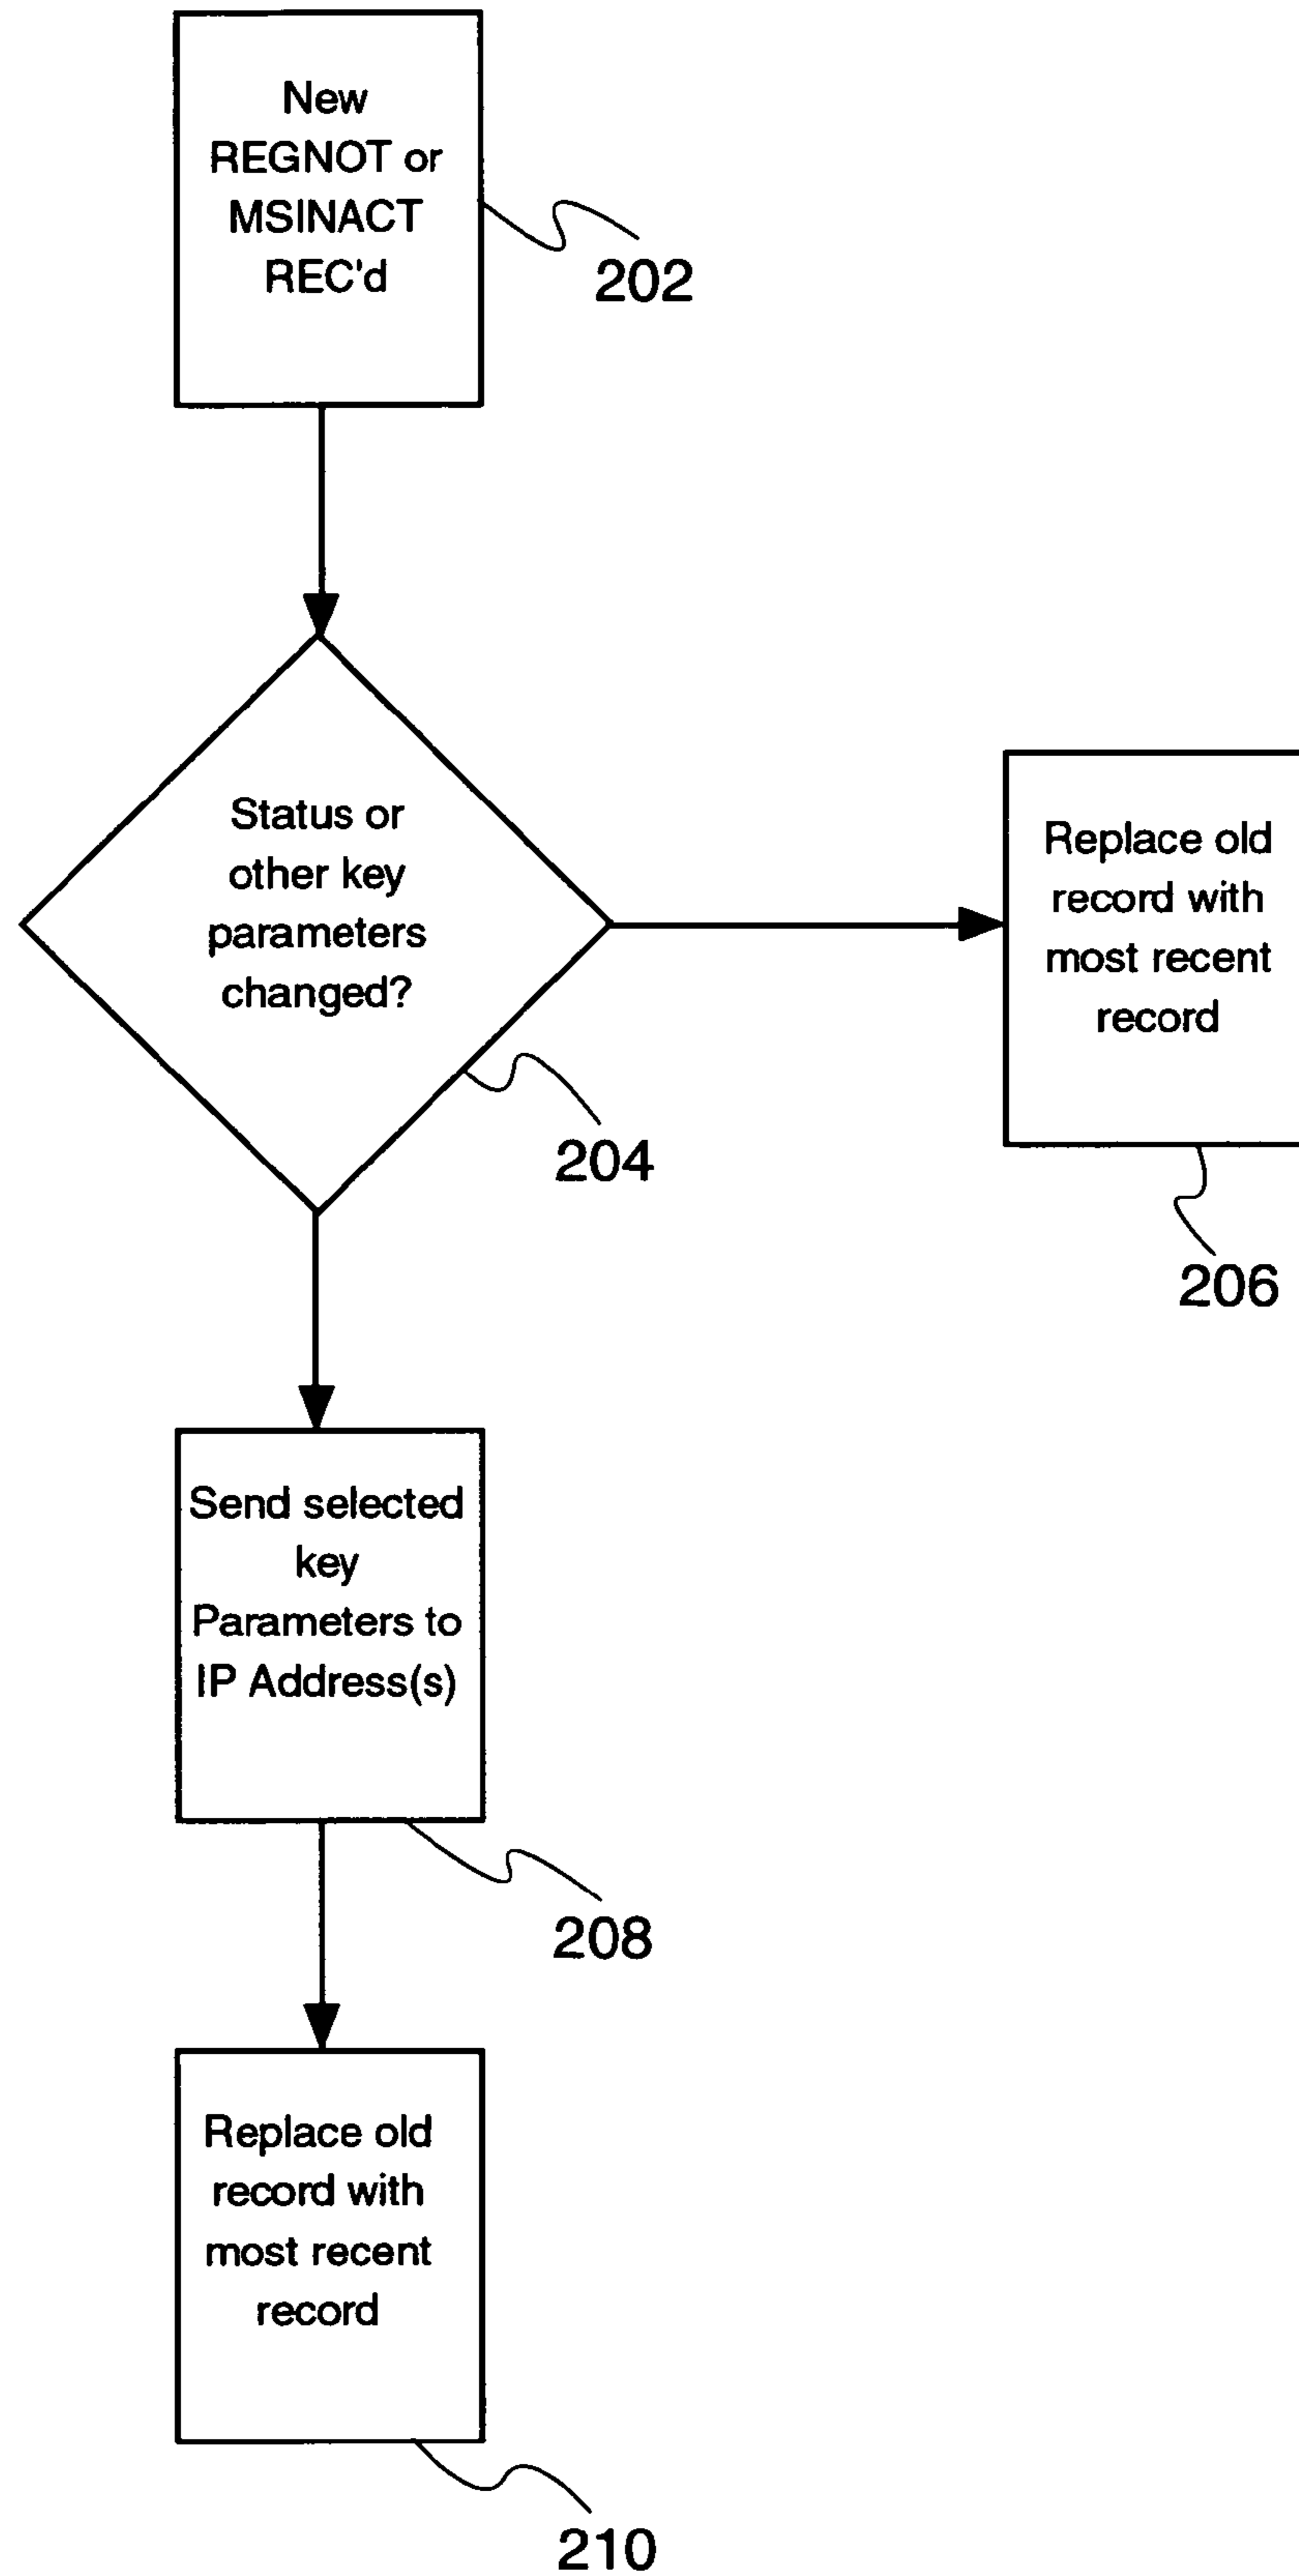 New
REGNOT or
MSINACT
REC'd
202
Status or
other key
parameters
changed?
204
Replace old
record with
most recent
record
206
Send selected
key
Parameters to
IP Address(s)
208
Replace old
record with
most recent
record
210